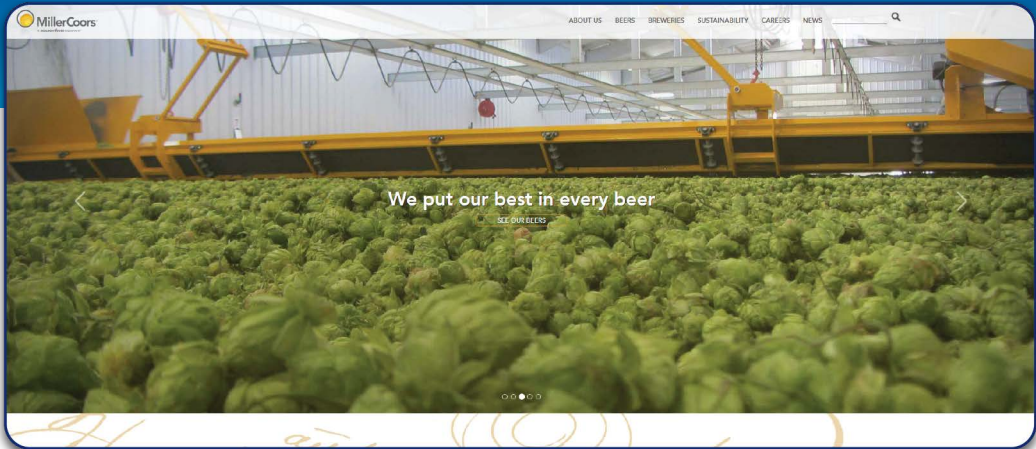 MillerCoors
ABOUT US BEERS BREWERIES SUSTAINABILITY CAREERS NEWS
We put our best in every beer
SEE OUR BEERS